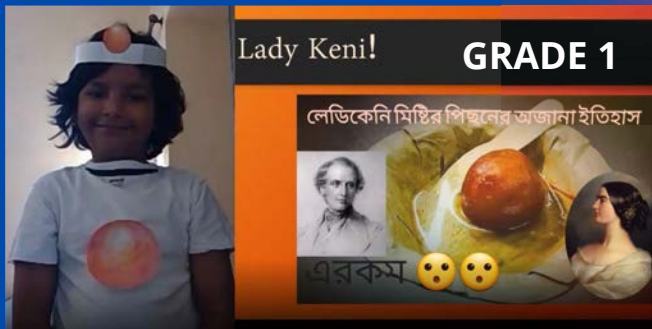 Lady Keni!
GRADE 1
লেডিকেনি মিষ্টির পিছনের অজানা ইতিহাস
এরকম 😮😮